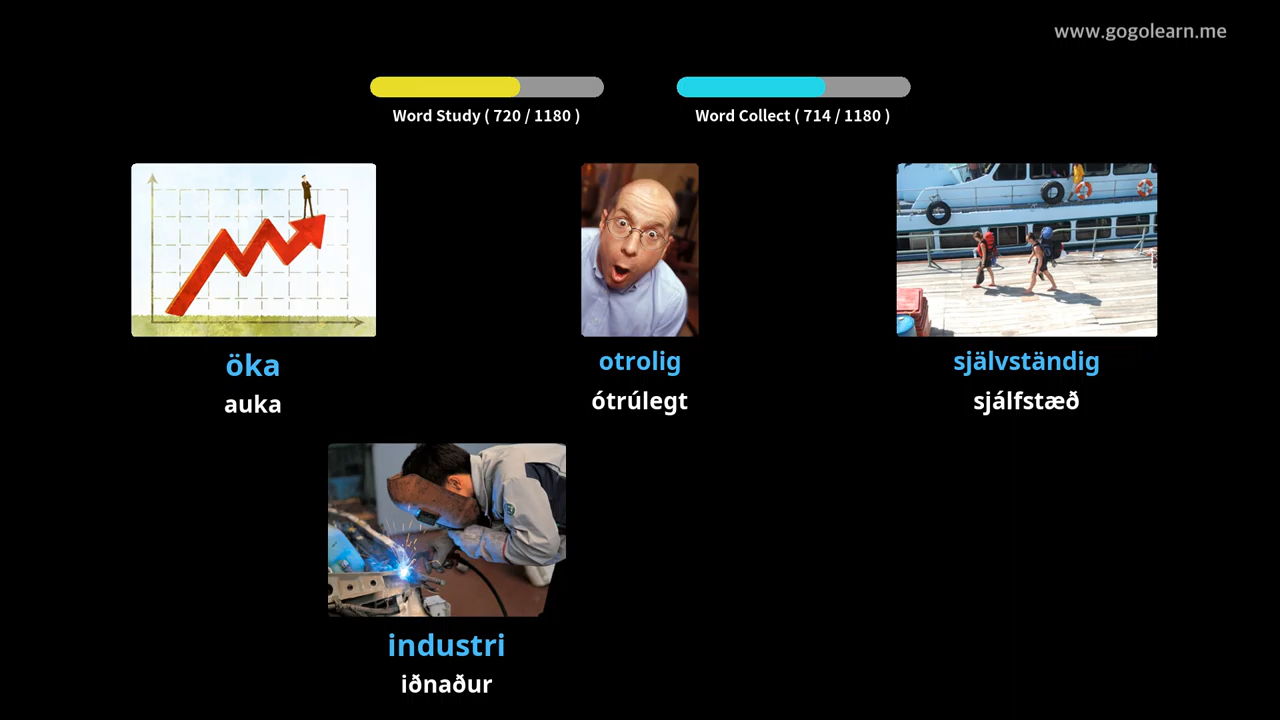 www.gogolearn.me
Word Study ( 720 / 1180 )
Word Collect ( 714 / 1180 )
öka
auka
otrolig
ótrúlegt
självständig
sjálfstæð
industri
iðnaður